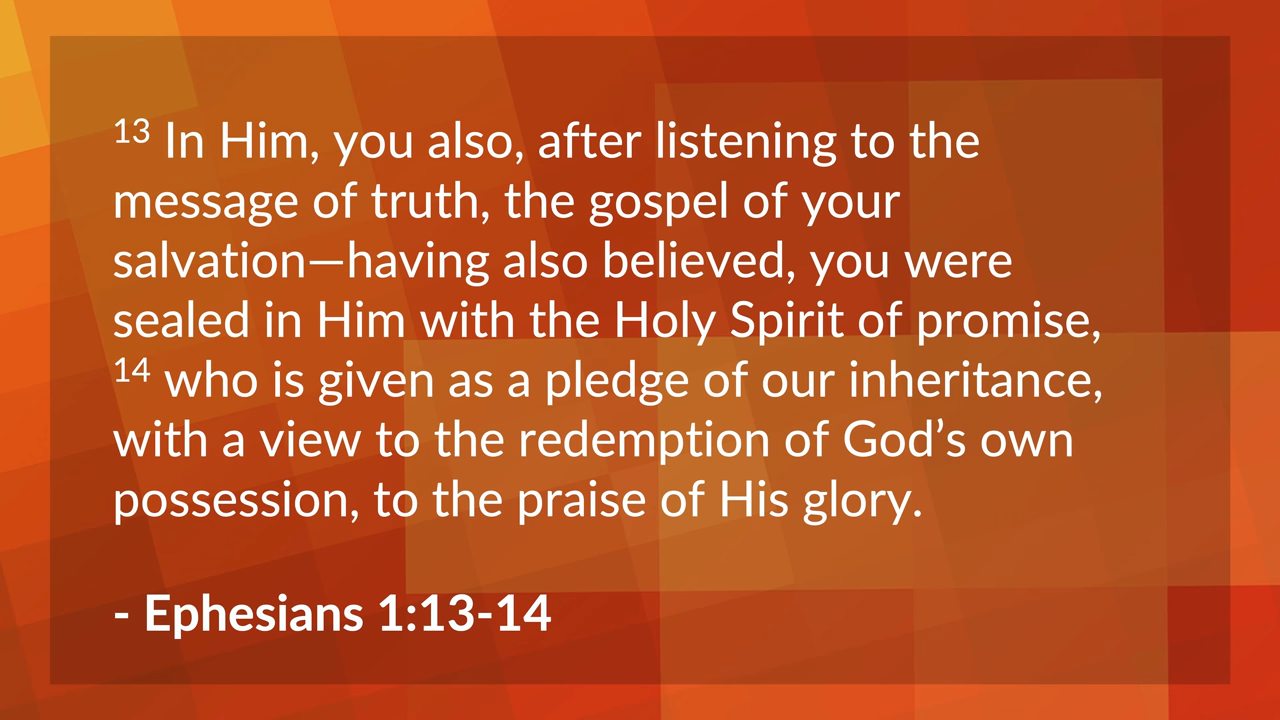 13 In Him, you also, after listening to the
message of truth, the gospel of your
salvation—having also believed, you were
sealed in Him with the Holy Spirit of promise,
14 who is given as a pledge of our inheritance,
with a view to the redemption of God’s own
possession, to the praise of His glory.
- Ephesians 1:13-14